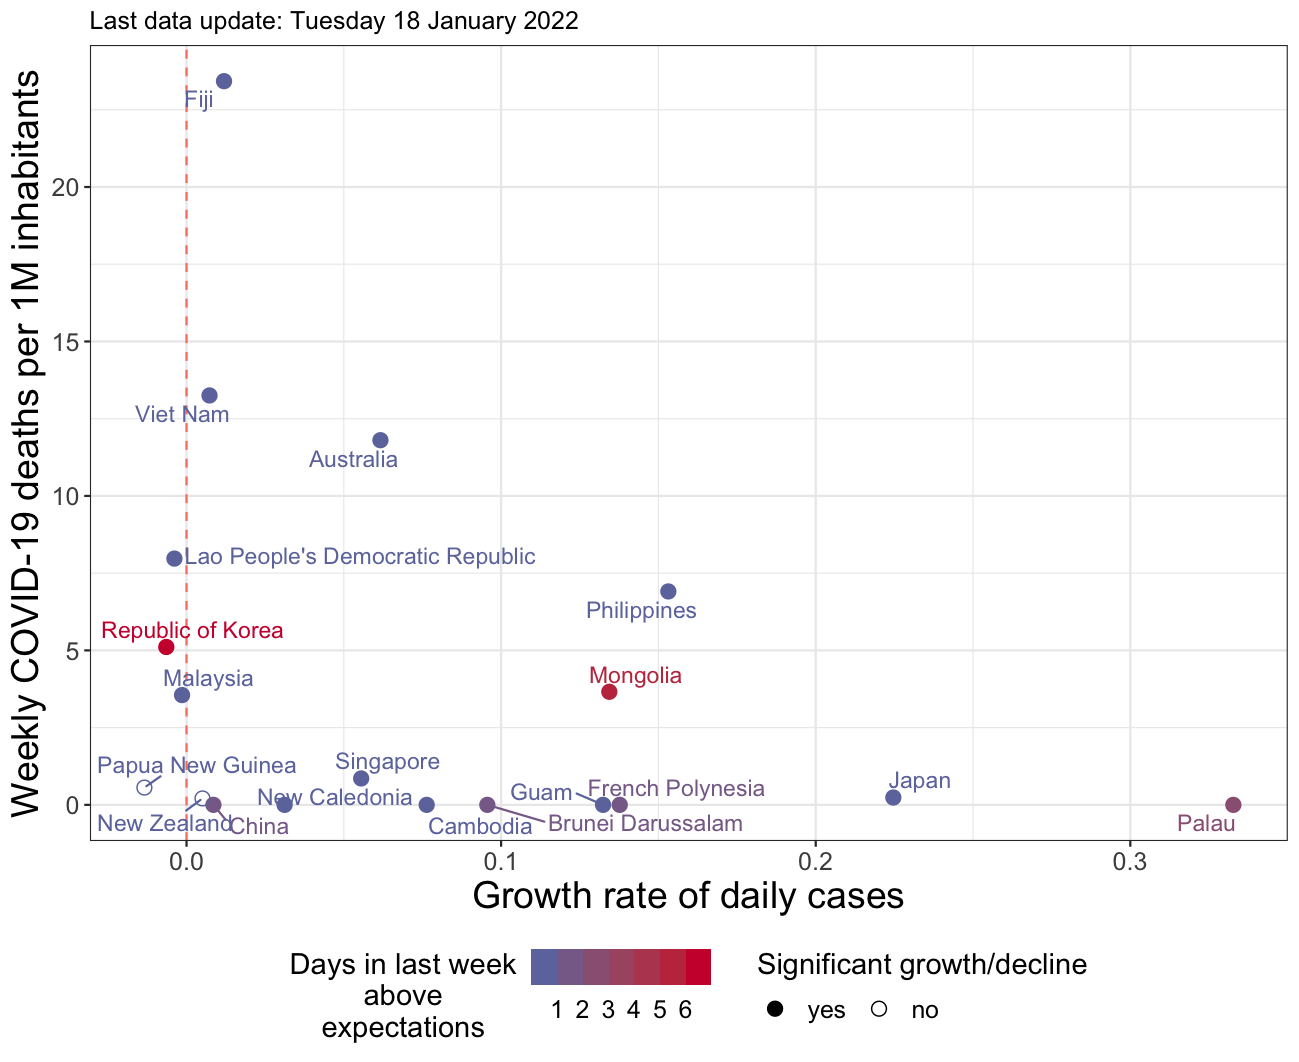 Last data update: Tuesday 18 January 2022
Weekly COVID-19 deaths per 1M inhabitants
20
15
10
5
0
Fiji
Viet Nam
Australia
Lao People's Democratic Republic
Philippines
Republic of Korea
Malaysia
Mongolia
Papua New Guinea
Singapore
New Caledonia
Guam
French Polynesia
Japan
New Zealand
China
Cambodia
Brunei Darussalam
Palau
0.0
0.1
0.2
0.3
Growth rate of daily cases
Days in last week
above
expectations
1 2 3 4 5 6
Significant growth/decline
yes
no